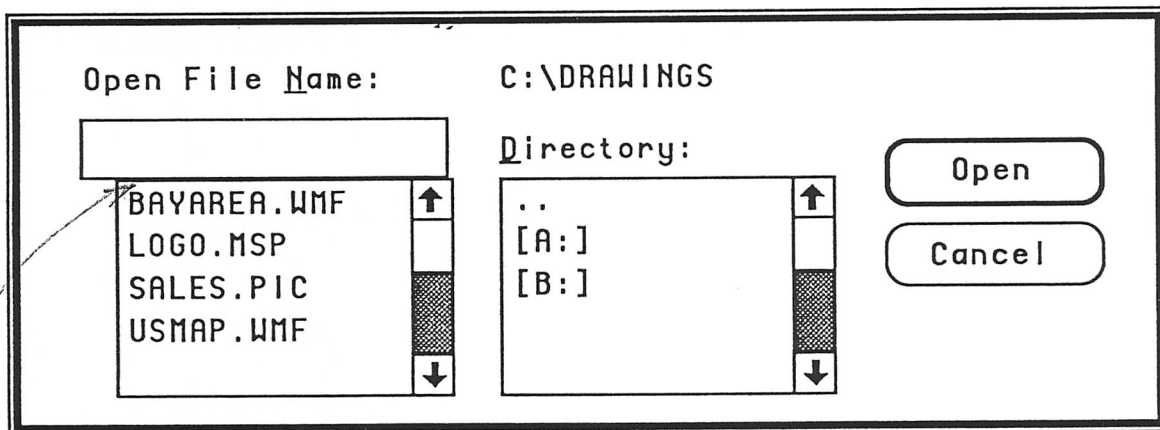 Open File Name:
BAYAREA.WMF
LOGO.MSP
SALES.PIC
USMAP.WMF
C:\DRAWINGS
Directory:
..
[A:]
[B:]
Open
Cancel